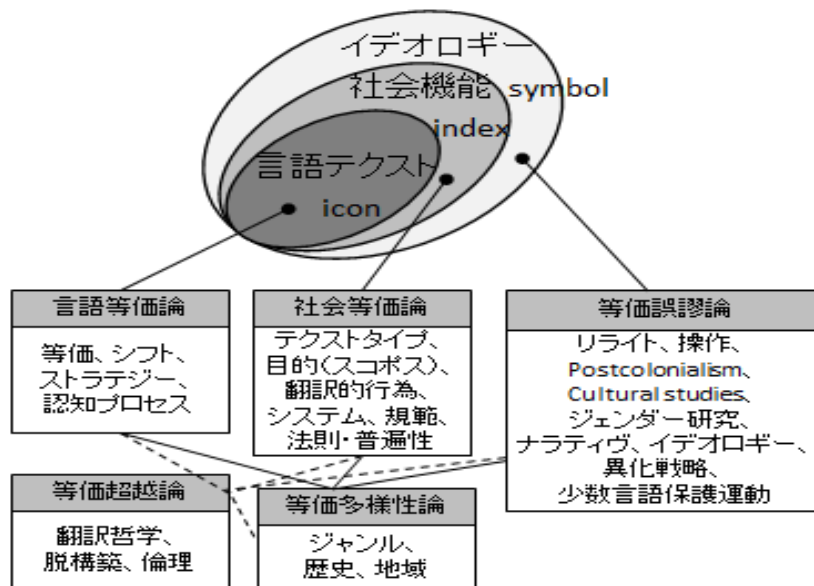 イデオロギー
社会機能 symbol
index
言語テクスト
icon
言語等価論
等価、シフト、
ストラテジー、
認知プロセス
社会等価論
テクストタイプ、
目的(スコポス)、
翻訳的行為、
システム、規範、
法則・普遍性
等価誤謬論
リライト、操作、
Postcolonialism、
Cultural studies、
ジェンダー研究、
ナラティヴ、イデオロギー、
異化戦略、
少数言語保護運動
等価超越論
翻訳哲学、
脱構築、倫理
等価多様性論
ジャンル、
歴史、地域